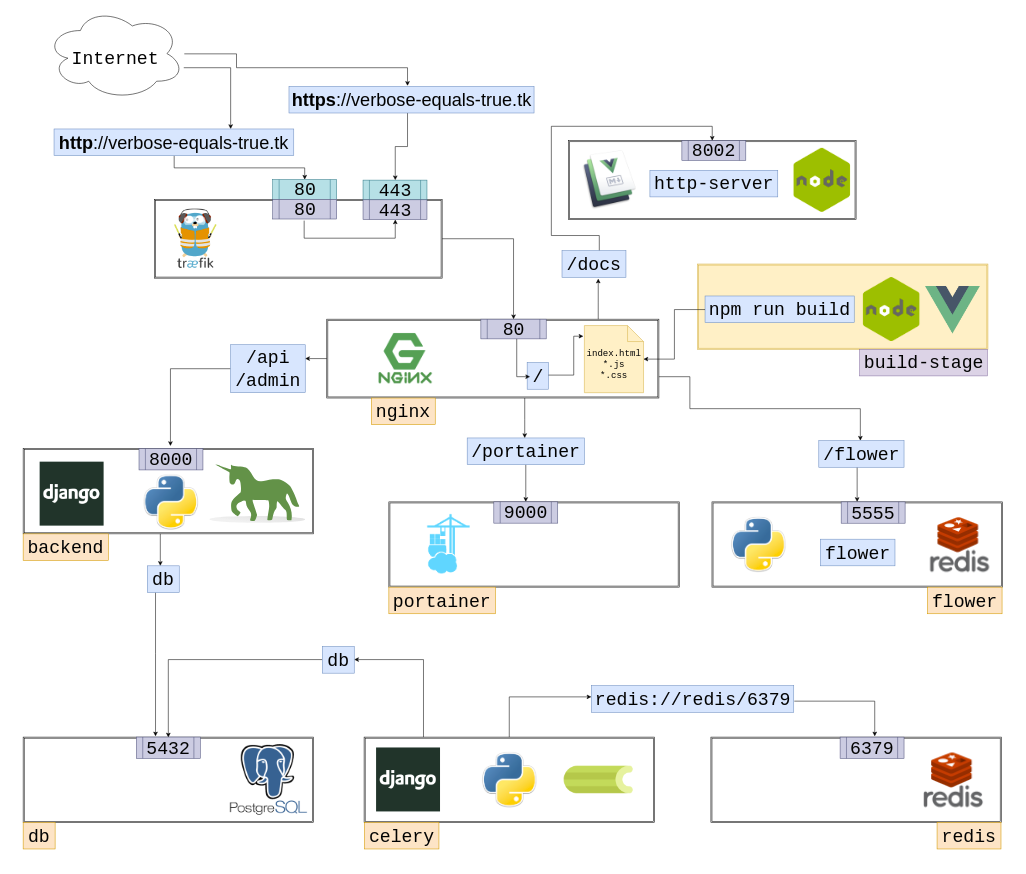 Internet
https://verbose-equals-true.tk
http://verbose-equals-true.tk
80
443
80
443
træfik
8002
http-server
node
M↓
/docs
npm run build
node
build-stage
80
NGINX
/
index.html
*.js
*.css
nginx
/api
/admin
/portainer
/flower
8000
django
backend
9000
portainer
5555
flower
redis
flower
db
db
redis://redis/6379
5432
PostgreSQL
db
django
celery
6379
redis
redis